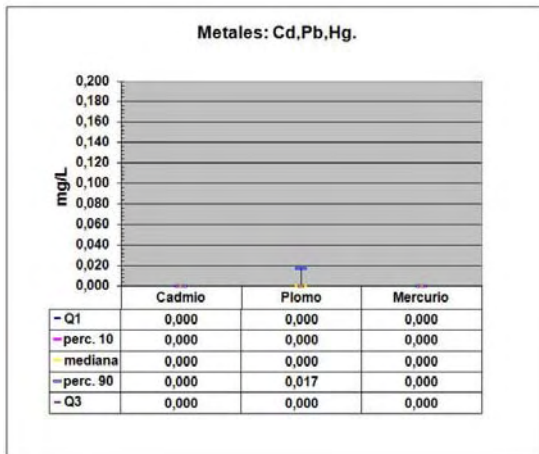 Metales: Cd,Pb,Hg.
mg/L
0,200
0,180
0,160
0,140
0,120
0,100
0,080
0,060
0,040
0,020
0,000
Cadmio Plomo Mercurio
Q1 0,000 0,000 0,000
perc. 10 0,000 0,000 0,000
mediana 0,000 0,000 0,000
perc. 90 0,000 0,017 0,000
Q3 0,000 0,000 0,000